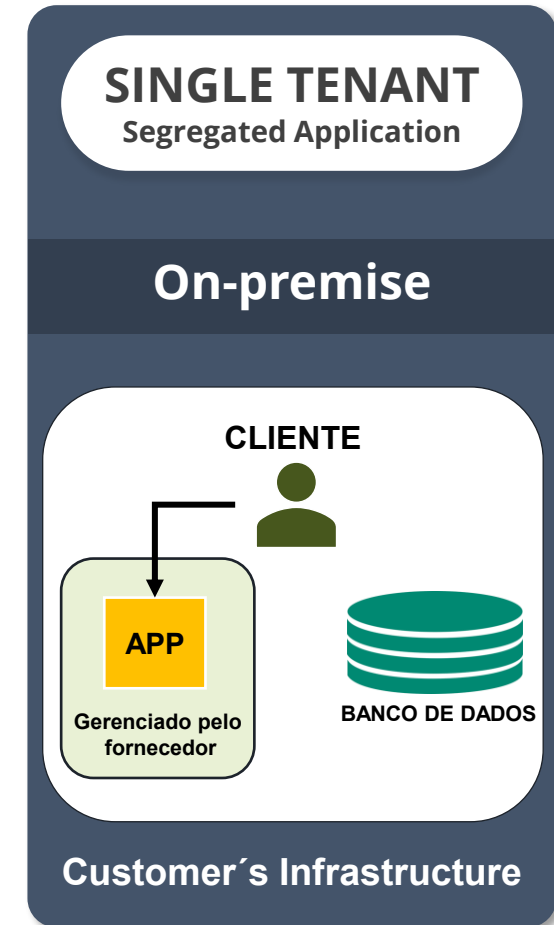 SINGLE TENANT
Segregated Application
On-premise
CLIENTE
APP
Gerenciado pelo
fornecedor
BANCO DE DADOS
Customer´s Infrastructure